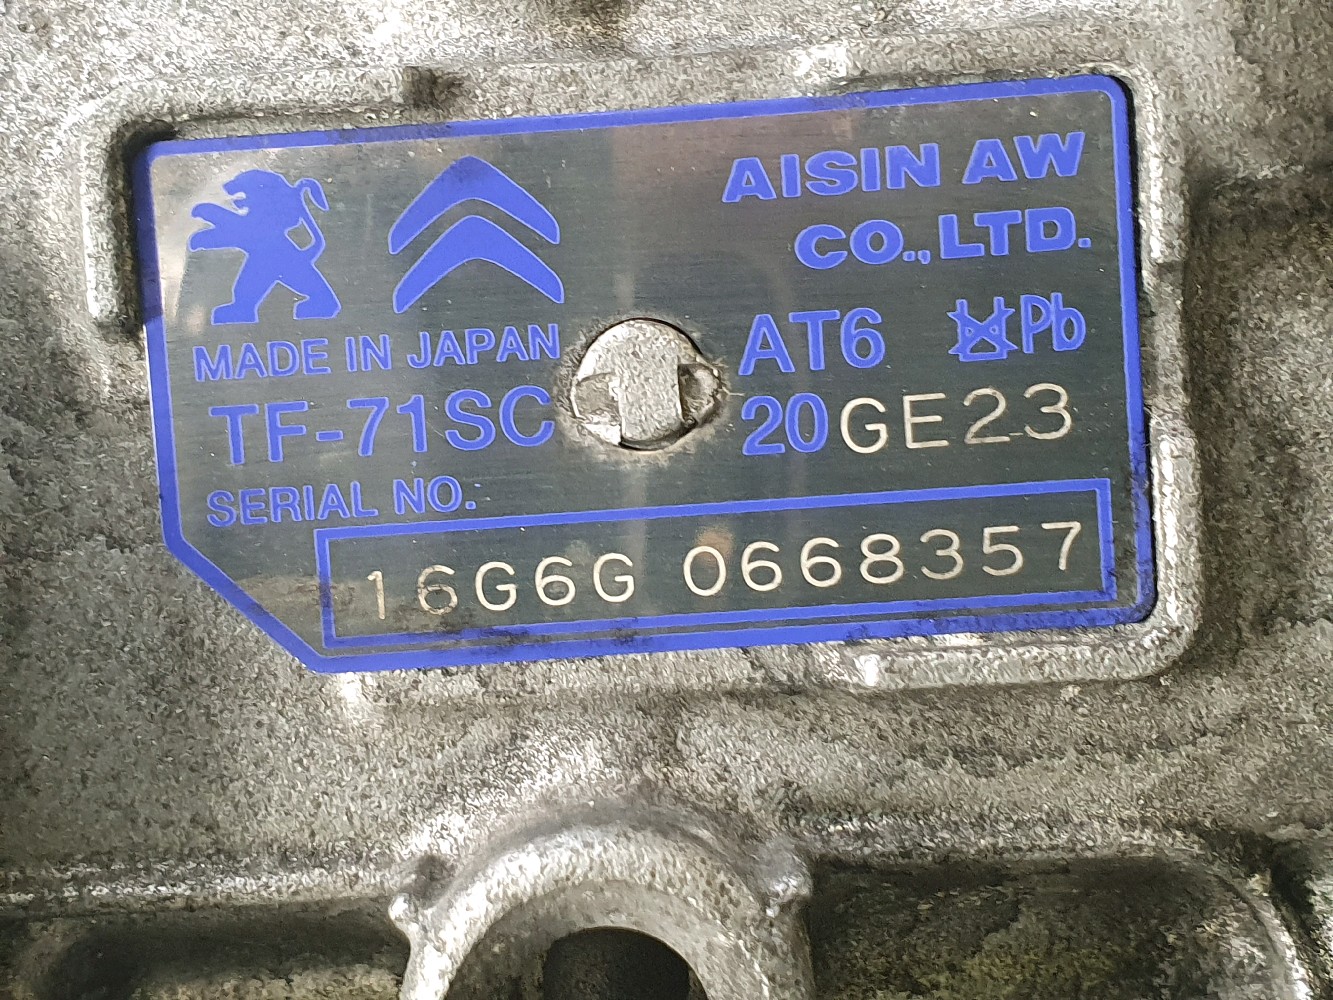 AISIN AW
CO., LTD.
MADE IN JAPAN
AT6 Pb
TF-71SC
20GE23
SERIAL NO.
16G6G 0668357